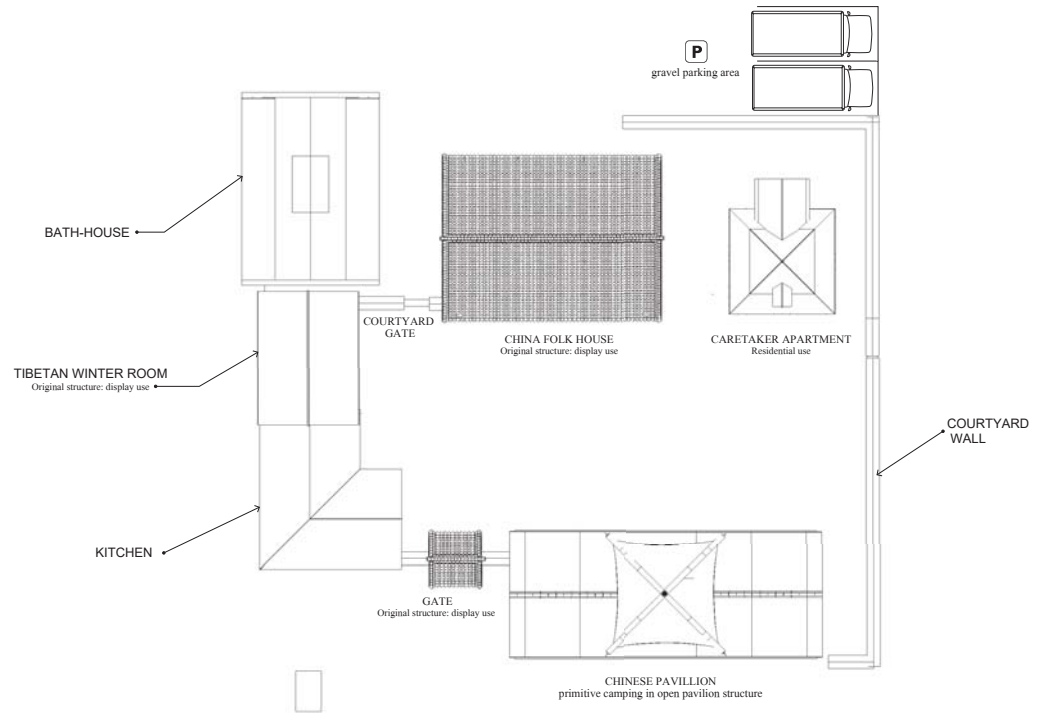 P
gravel parking area
BATH-HOUSE
COURTYARD
GATE
CHINA FOLK HOUSE
Original structure: display use
CARETAKER APARTMENT
Residential use
TIBETAN WINTER ROOM
Original structure: display use
COURTYARD
WALL
KITCHEN
GATE
Original structure: display use
CHINESE PAVILLION
primitive camping in open pavilion structure